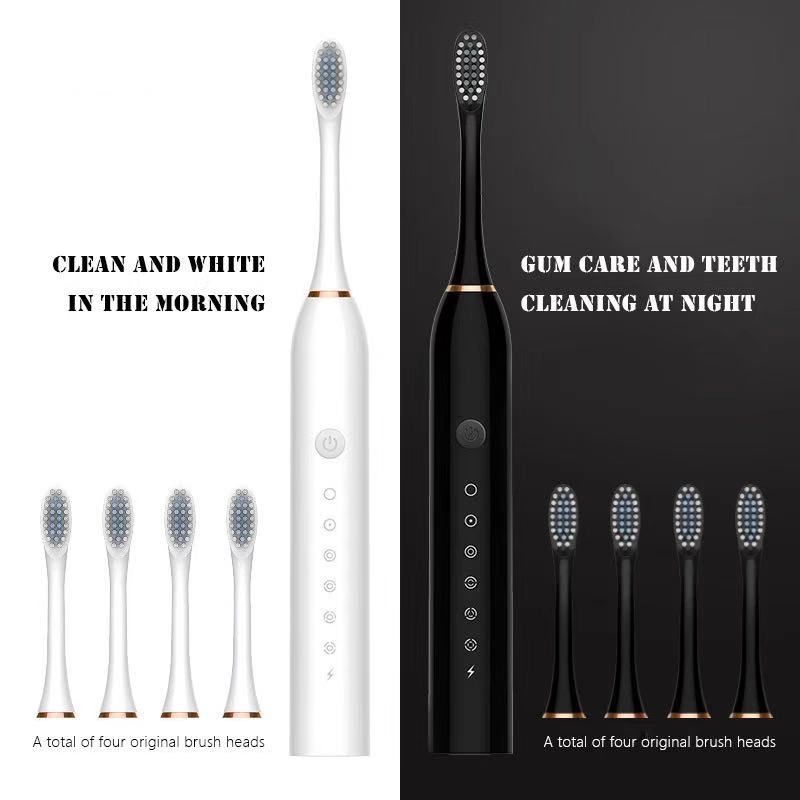 CLEAN AND WHITE
IN THE MORNING
GUM CARE AND TEETH
CLEANING AT NIGHT
A total of four original brush heads
A total of four original brush heads